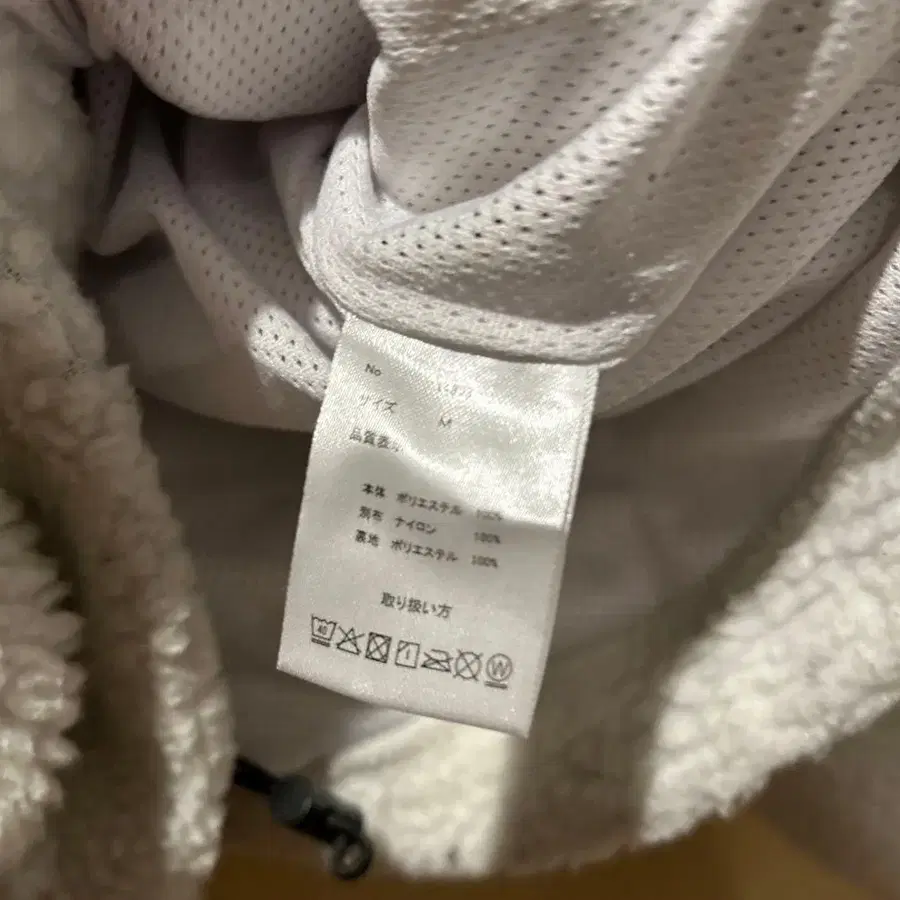 No
サイズ M
品質表示
本体 ポリエステル 100%
別布 ナイロン 100%
裏地 ポリエステル 100%
取り扱い方
40
W